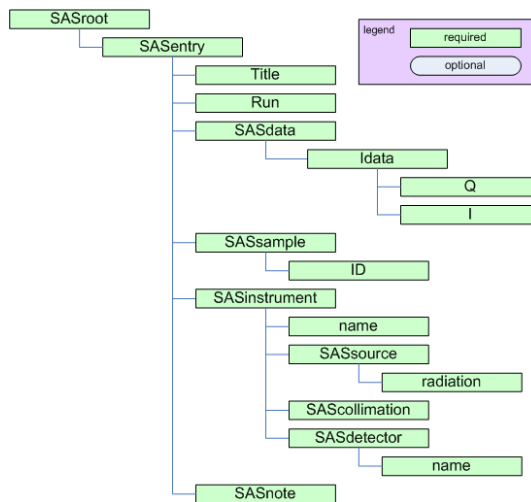 SASroot
SASentry
legend
required
optional
Title
Run
SASdata
Idata
Q
I
SASsample
ID
SASinstrument
name
SASsource
radiation
SAScollimation
SASdetector
name
SASnote